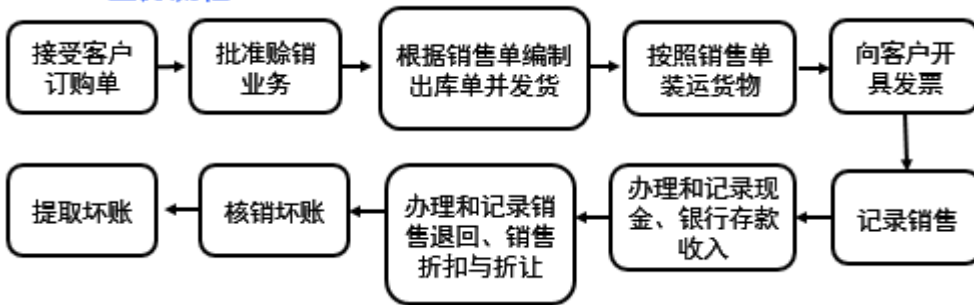 接受客户
订购单
批准赊销
业务
根据销售单编制
出库单并发货
按照销售单
装运货物
向客户开
具发票
记录销售
办理和记录现
金、银行存款
收入
办理和记录销
售退回、销售
折扣与折让
核销坏账
提取坏账